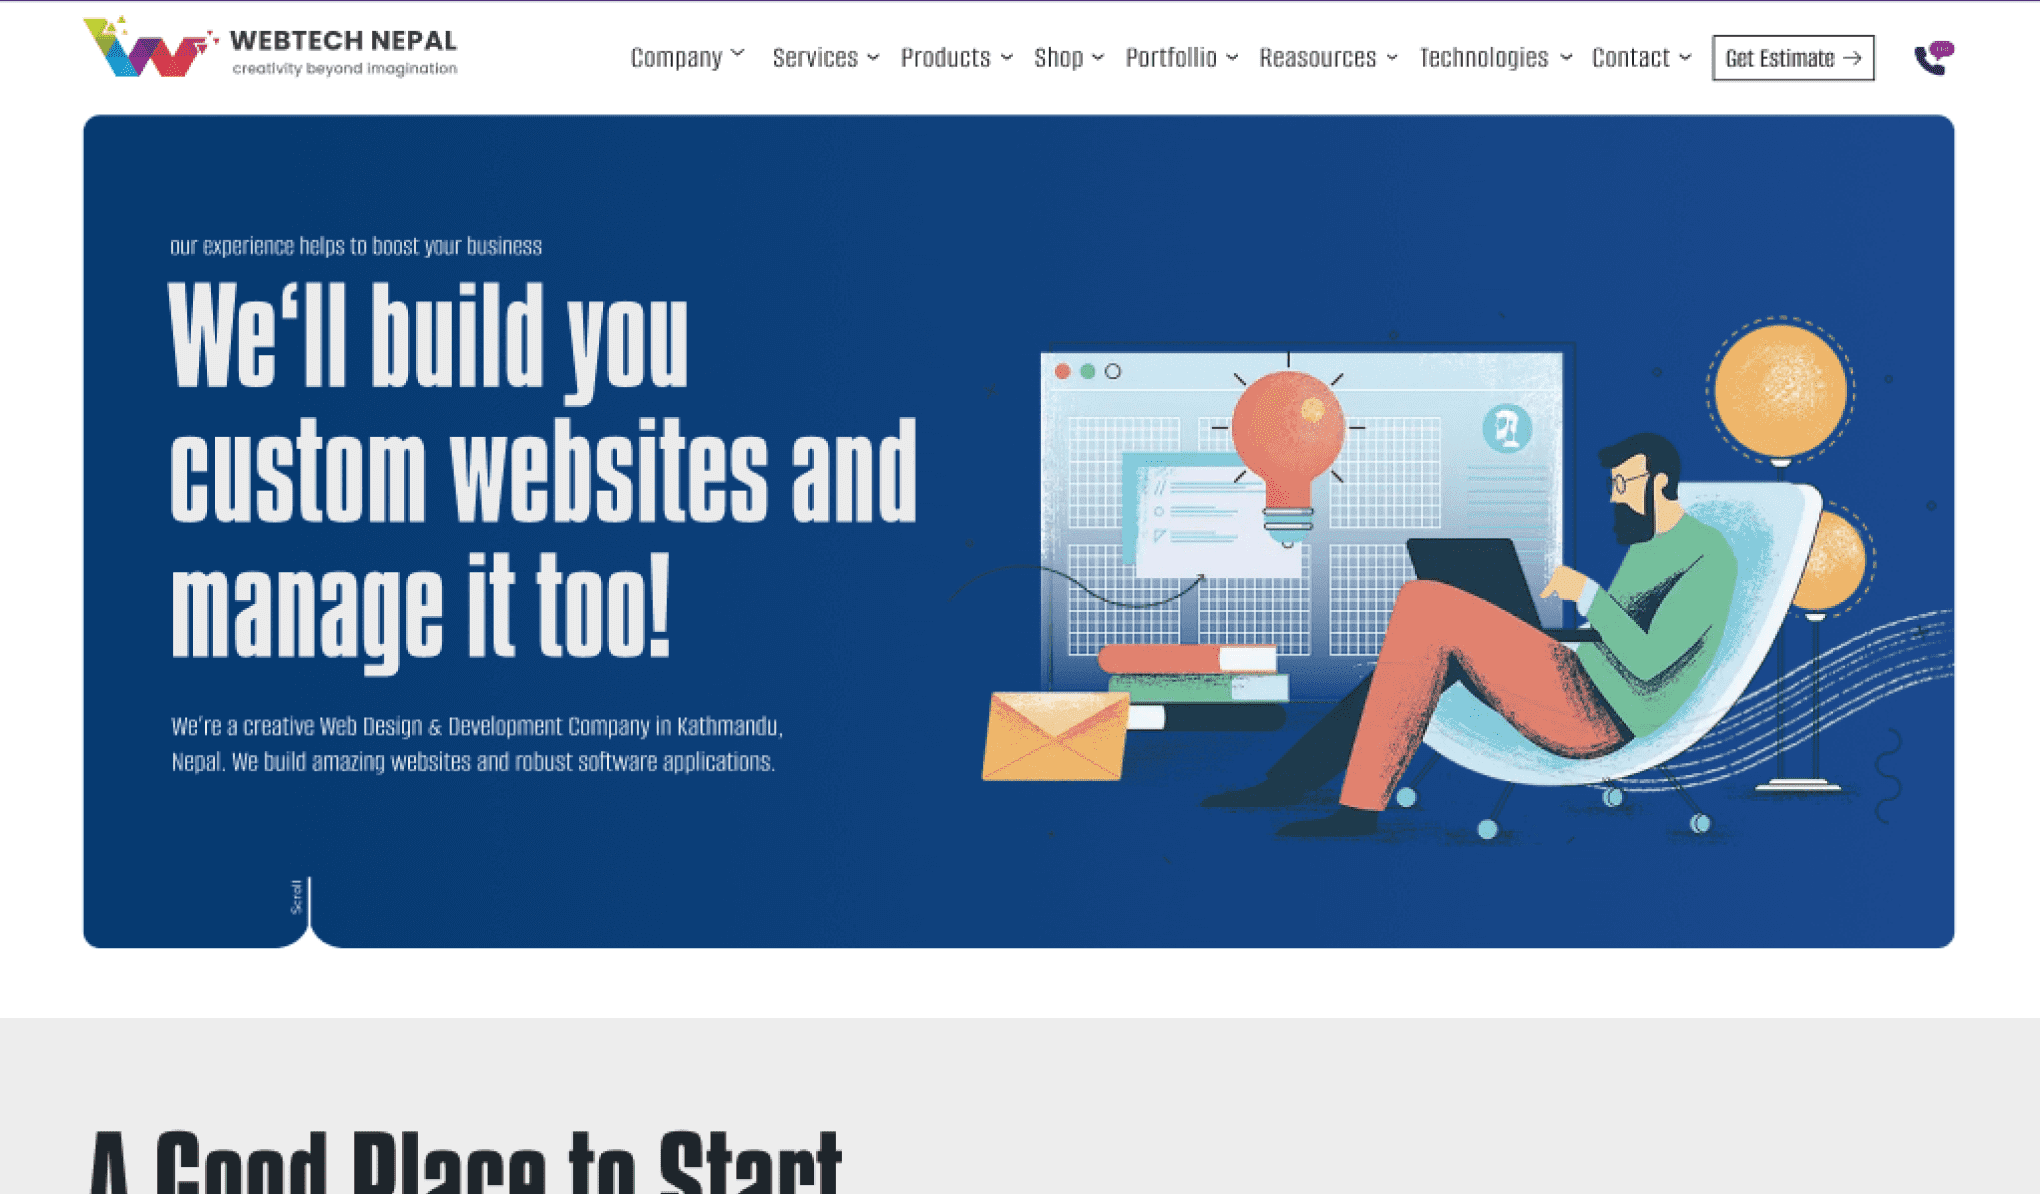 WEBTECH NEPAL
creativity beyond imagination
Company Services Products Shop Portfollio Reasources Technologies Contact Get Estimate →
our experience helps to boost your business
We‘ll build you
custom websites and
manage it too!
We're a creative Web Design & Development Company in Kathmandu,
Nepal. We build amazing websites and robust software applications.
Scroll
A Good Place to Start